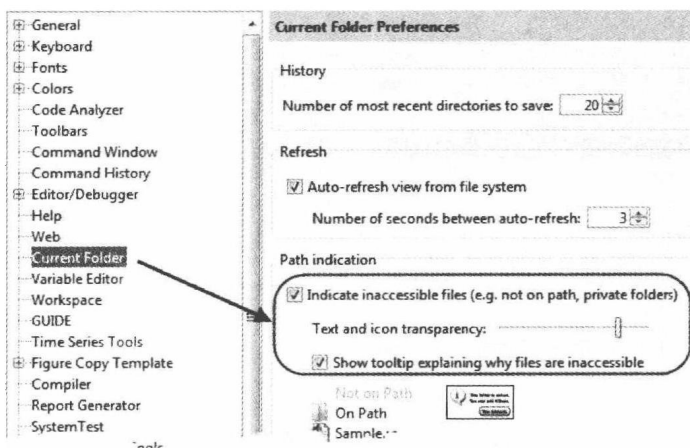 General
Keyboard
Fonts
Colors
Code Analyzer
Toolbars
Command Window
Command History
Editor/Debugger
Help
Web
Current Folder
Variable Editor
Workspace
GUIDE
Time Series Tools
Figure Copy Template
Compiler
Report Generator
SystemTest
Current Folder Preferences
History
Number of most recent directories to save: 20
Refresh
Auto-refresh view from file system
Number of seconds between auto-refresh: 3
Path indication
Indicate inaccessible files (e.g. not on path, private folders)
Text and icon transparency:
Show tooltip explaining why files are inaccessible
Not on Path
On Path